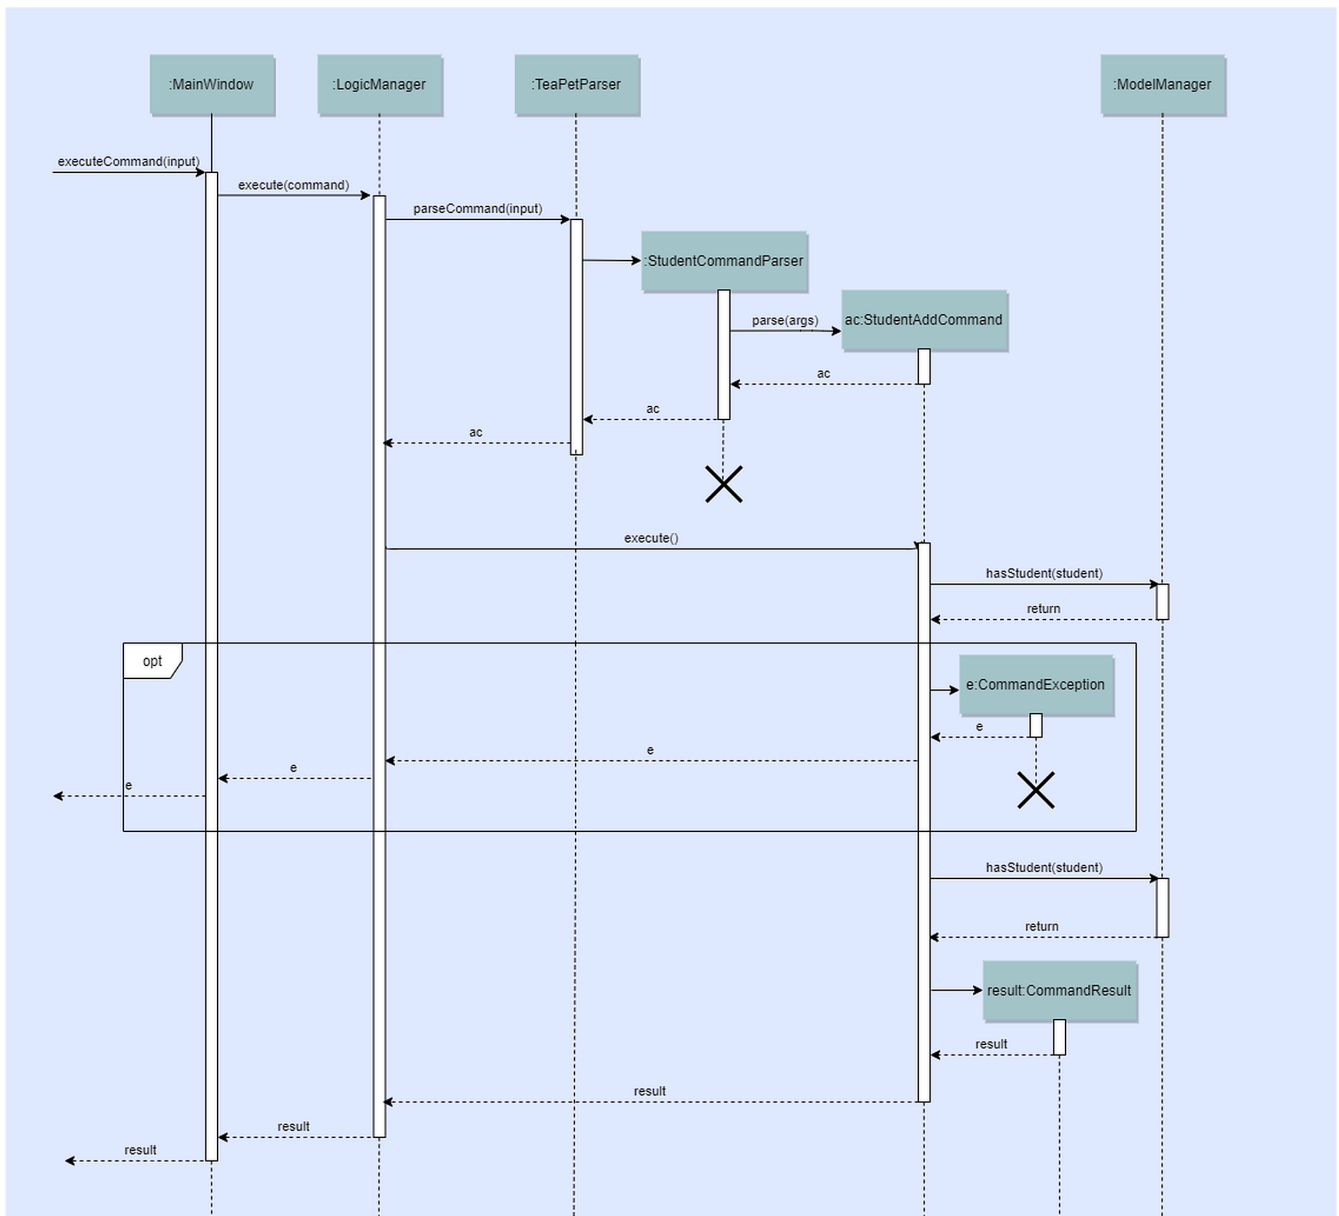 :MainWindow
:LogicManager
:TeaPetParser
:ModelManager
executeCommand(input)
execute(command)
parseCommand(input)
:StudentCommandParser
parse(args)
ac:StudentAddCommand
ac
ac
ac
execute()
hasStudent(student)
return
opt
e:CommandException
e
e
e
e
hasStudent(student)
return
result:CommandResult
result
result
result
result